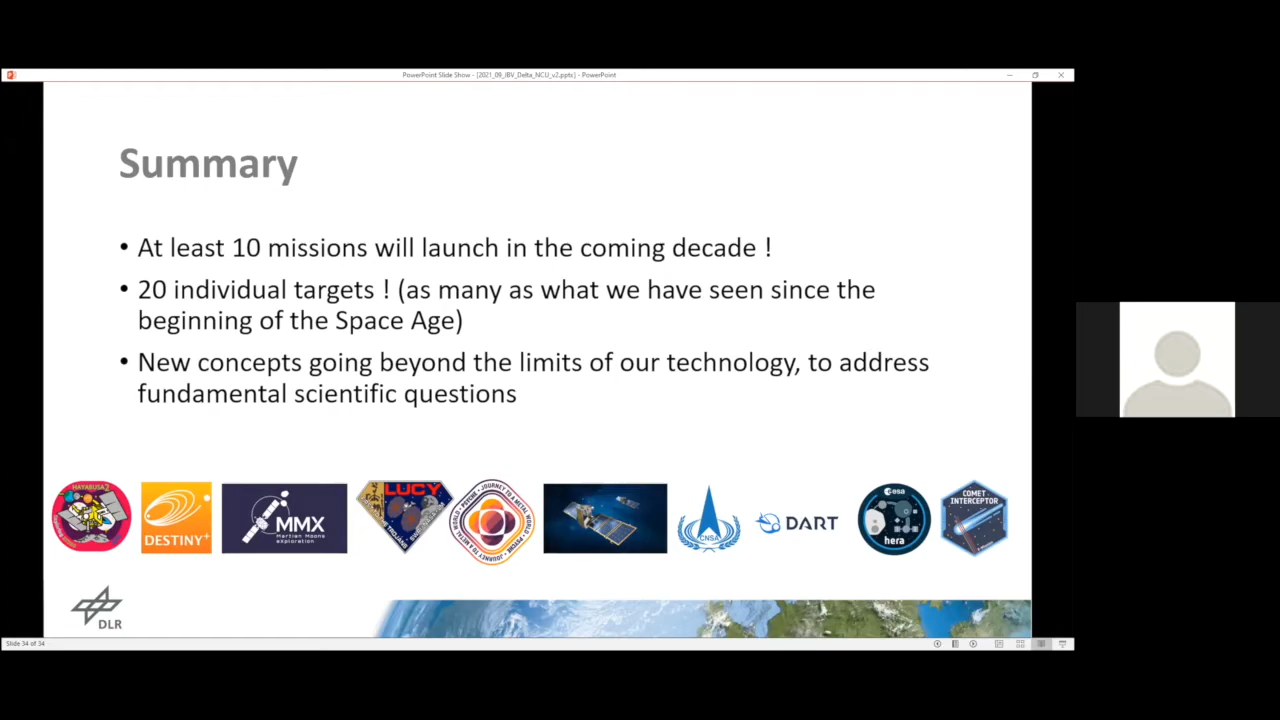 PowerPoint Slide Show - [2021_09_JBV_Delta_NCU_v2.pptx] - PowerPoint
Summary
• At least 10 missions will launch in the coming decade !
• 20 individual targets ! (as many as what we have seen since the
beginning of the Space Age)
• New concepts going beyond the limits of our technology, to address
fundamental scientific questions
HAYABUSA2
DESTINY+
MMX
Martian Moons eXploration
LUCY
PSYCHE: JOURNEY TO A METAL WORLD
CNSA
DART
esa
hera
COMET
INTERCEPTOR
DLR
Slide 34 of 34